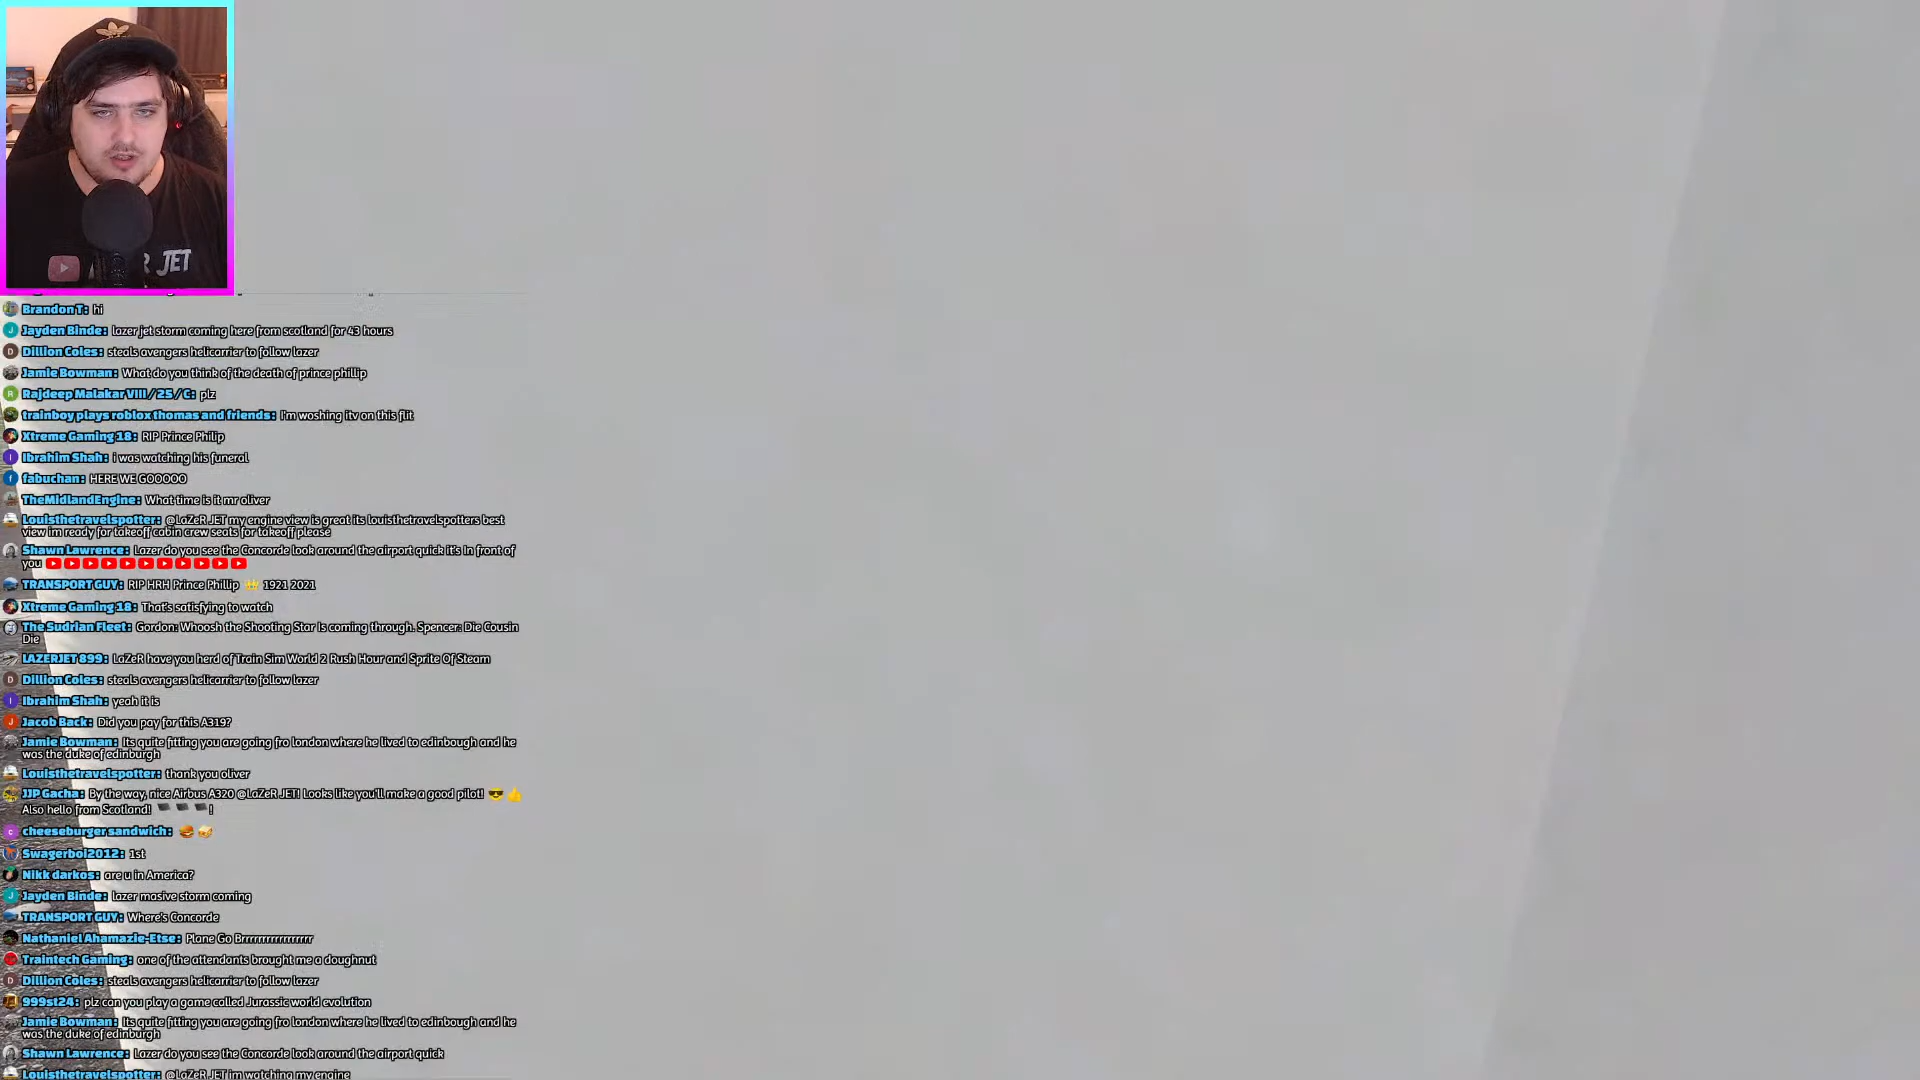 R JET
Brandon T: hi
Jayden Binde: lazer jet storm coming here from scotland for 43 hours
Dillion Coles: steals avengers helicarrier to follow lazer
Jamie Bowman: What do you think of the death of prince phillip
Rajdeep Malakar VIII/25/C: plz
trainboy plays roblox thomas and friends: I'm woshing itv on this flit
Xtreme Gaming 18: RIP Prince Philip
Ibrahim Shah: i was watching his funeral
fabuchan: HERE WE GOOOOO
TheMidlandEngine: What time is it mr oliver
Louisthetravelspotter: @LaZeR JET my engine view is great its louisthetravelspotters best
view im ready for takeoff cabin crew seats for takeoff please
Shawn Lawrence: Lazer do you see the Concorde look around the airport quick it's In front of
you
TRANSPORT GUY: RIP HRH Prince Phillip 👑 1921 2021
Xtreme Gaming 18: That's satisfying to watch
The Sudrian Fleet: Gordon: Whoosh the Shooting Star Is coming through. Spencer: Die Cousin
Die
LAZERJET 899: LaZeR have you herd of Train Sim World 2 Rush Hour and Sprite Of Steam
Dillion Coles: steals avengers helicarrier to follow lazer
Ibrahim Shah: yeah it is
Jacob Back: Did you pay for this A319?
Jamie Bowman: Its quite fitting you are going fro london where he lived to edinbough and he
was the duke of edinburgh
Louisthetravelspotter: thank you oliver
JJP Gacha: By the way, nice Airbus A320 @LaZeR JET! Looks like you'll make a good pilot! 😎👍
Also hello from Scotland! 🏴🏴🏴!
cheeseburger sandwich: 🍔🥪
Swagerboi2012: 1st
Nikk darkos: are u in America?
Jayden Binde: lazer masive storm coming
TRANSPORT GUY: Where's Concorde
Nathaniel Ahamazie-Etse: Plane Go Brrrrrrrrrrrrrrrr
Traintech Gaming: one of the attendants brought me a doughnut
Dillion Coles: steals avengers helicarrier to follow lazer
999st24: plz can you play a game called Jurassic world evolution
Jamie Bowman: Its quite fitting you are going fro london where he lived to edinbough and he
was the duke of edinburgh
Shawn Lawrence: Lazer do you see the Concorde look around the airport quick
Louisthetravelspotter: @LaZeR JET im watching my engine